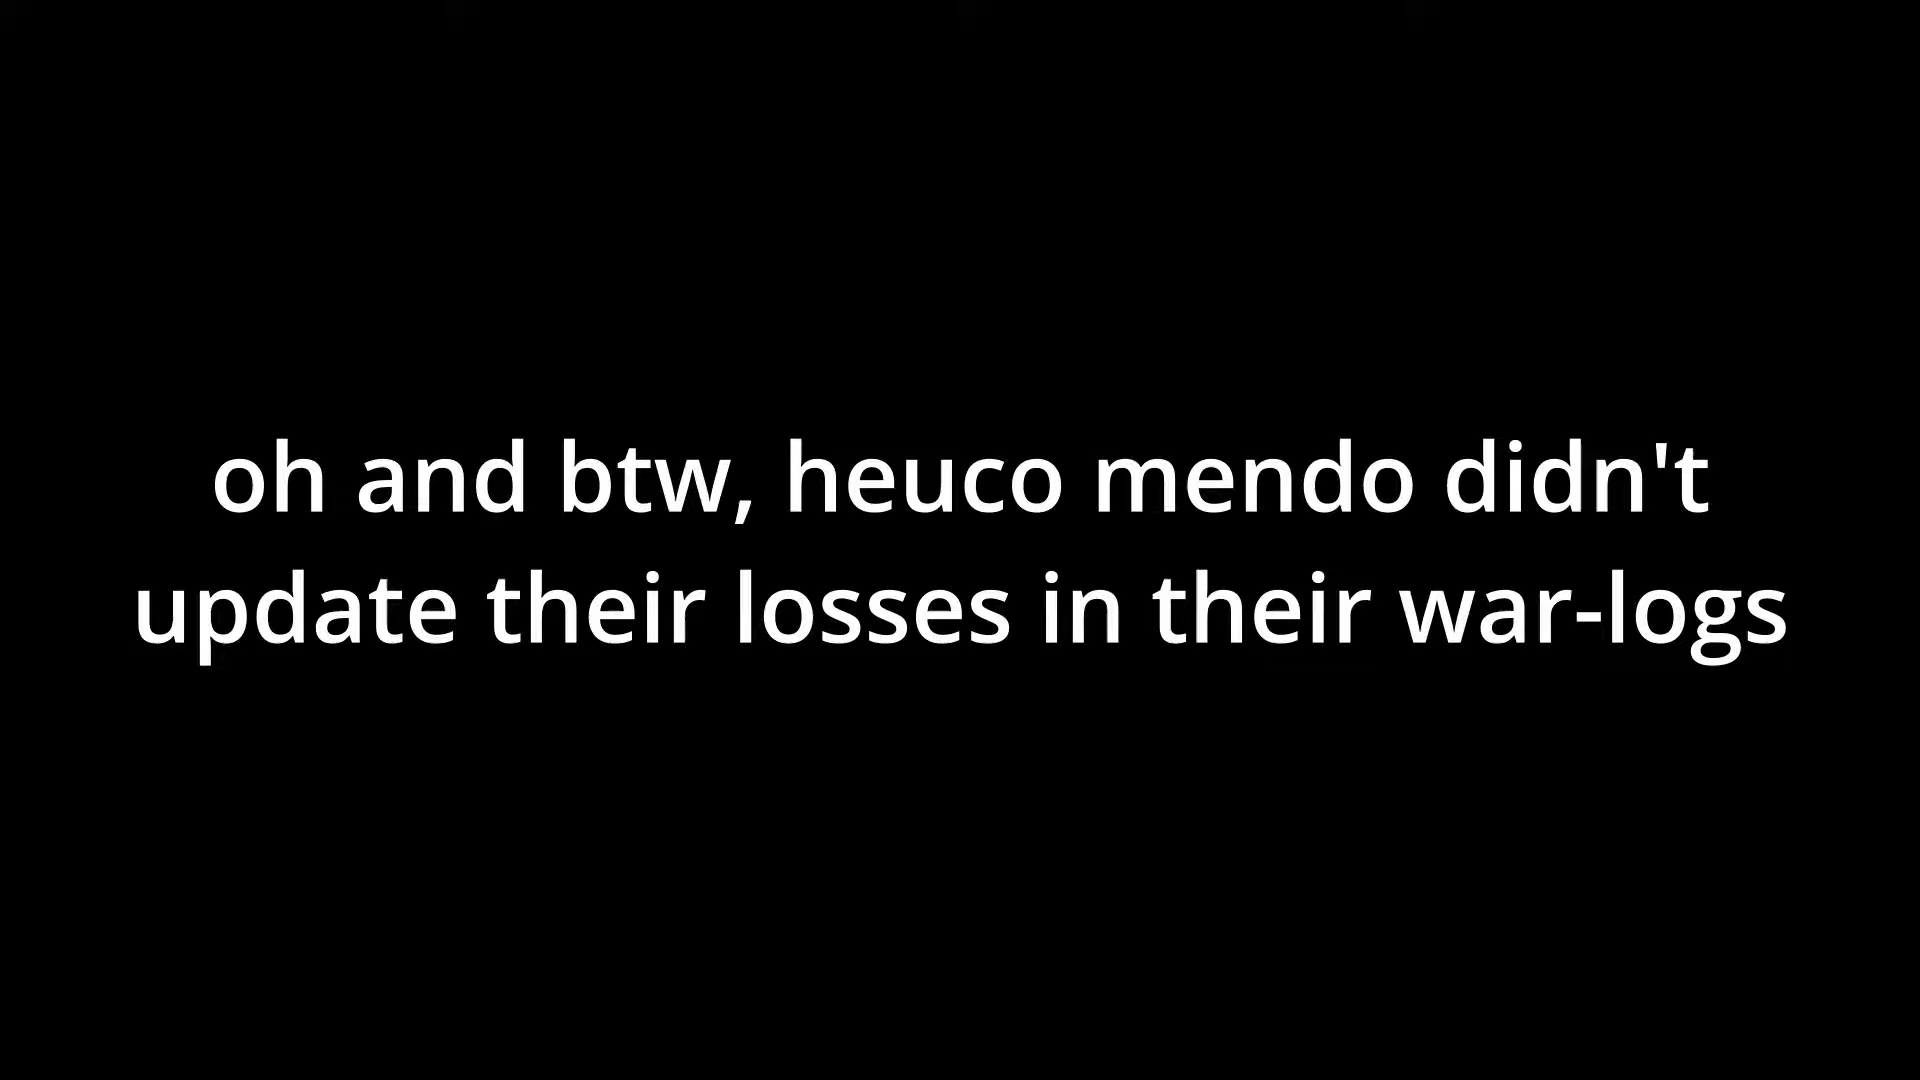 oh and btw, heuco mendo didn't
update their losses in their war-logs